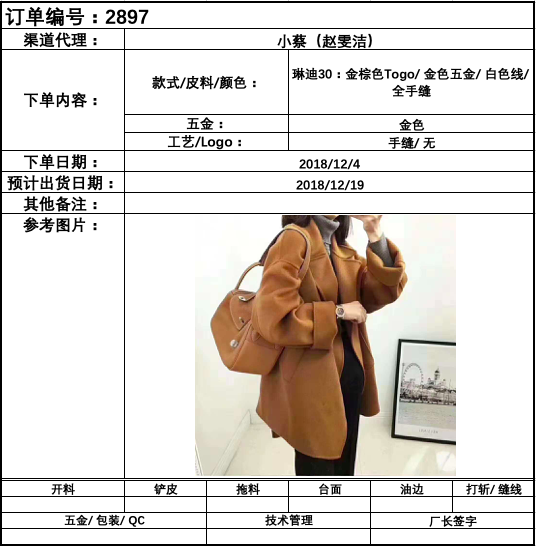 订单编号：2897
渠道代理： 小蔡（赵雯洁）
下单内容： 款式/皮料/颜色： 琳迪30：金棕色Togo/ 金色五金/ 白色线/
全手缝
五金： 金色
工艺/Logo： 手缝/ 无
下单日期： 2018/12/4
预计出货日期： 2018/12/19
其他备注：
参考图片：
开料 铲皮 拖料 台面 油边 打斩/ 缝线
五金/ 包装/ QC 技术管理 厂长签字